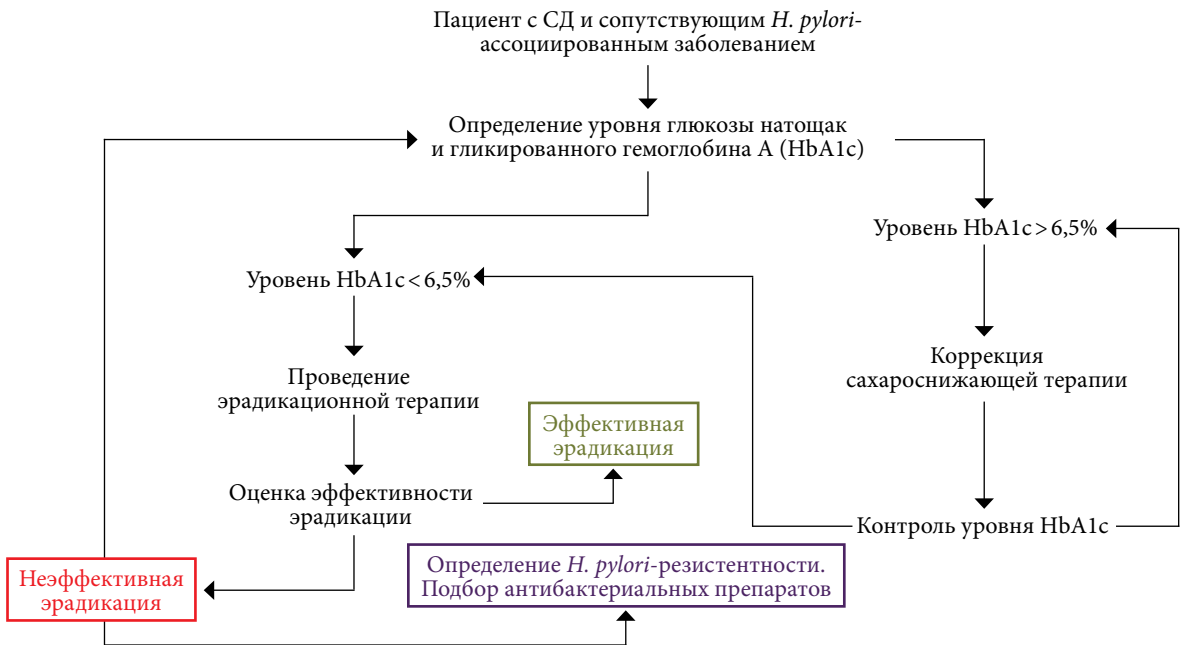 Пациент с СД и сопутствующим H. pylori-
ассоциированным заболеванием
Определение уровня глюкозы натощак
и гликированного гемоглобина А (HbA1c)
Уровень HbA1c > 6,5%
Уровень HbA1c < 6,5%
Коррекция
сахароснижающей терапии
Проведение
эрадикационной терапии
Эффективная
эрадикация
Оценка эффективности
эрадикации
Контроль уровня HbA1c
Неэффективная
эрадикация
Определение H. pylori-резистентности.
Подбор антибактериальных препаратов